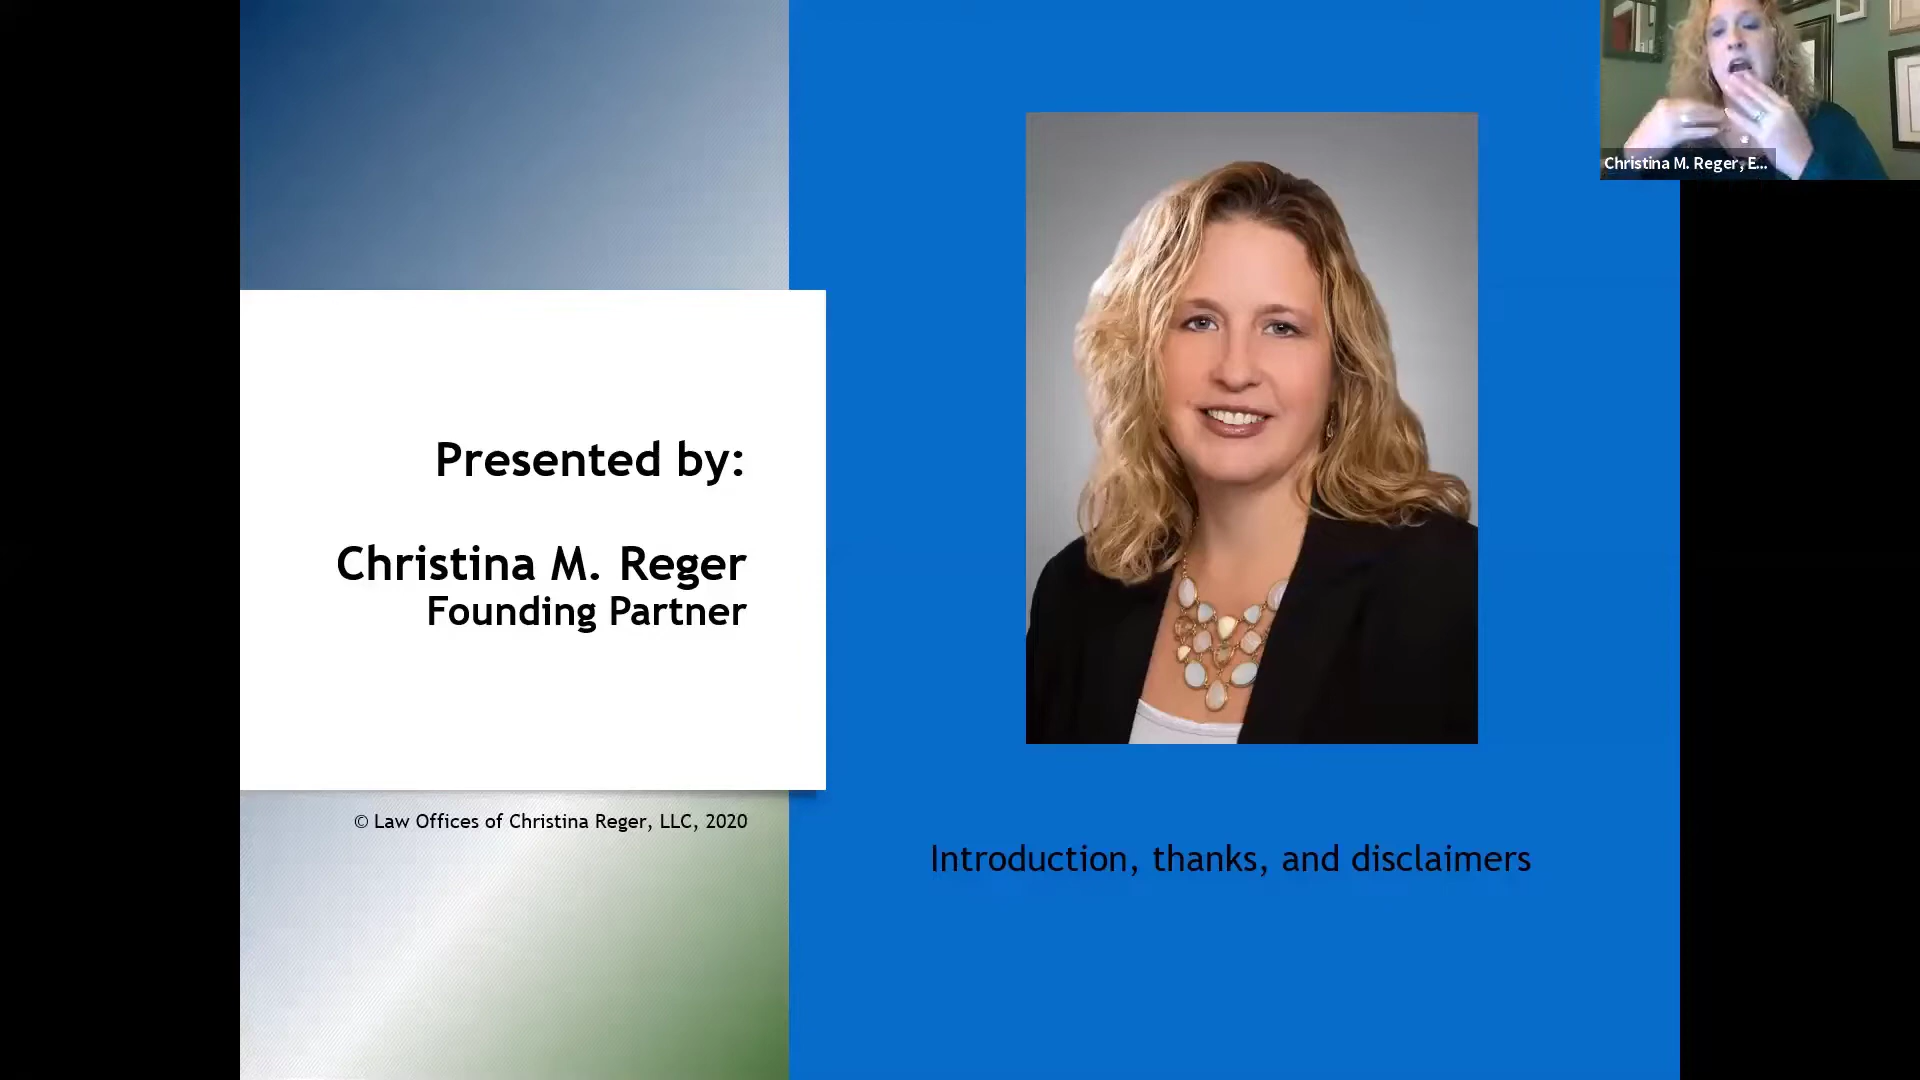 Presented by:
Christina M. Reger
Founding Partner
© Law Offices of Christina Reger, LLC, 2020
Introduction, thanks, and disclaimers
Christina M. Reger, E...